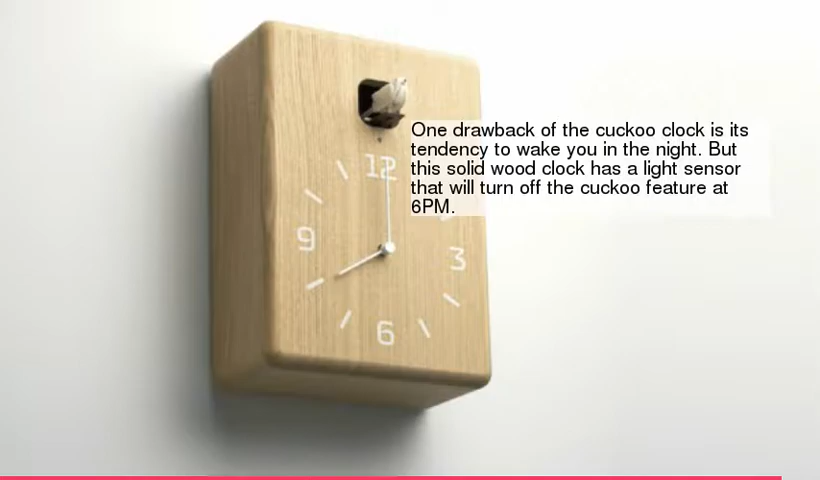 One drawback of the cuckoo clock is its
tendency to wake you in the night. But
this solid wood clock has a light sensor
that will turn off the cuckoo feature at
6PM.
12
9
3
6